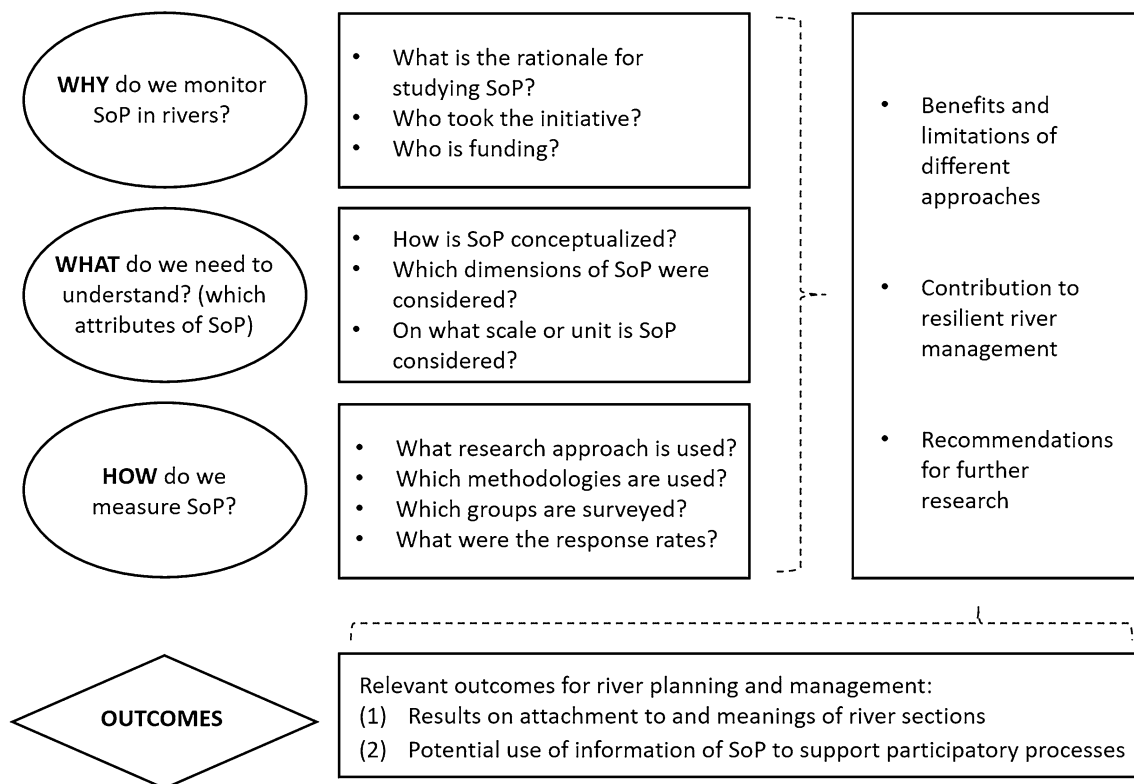 WHY do we monitor
SoP in rivers?
• What is the rationale for
studying SoP?
• Who took the initiative?
• Who is funding?
WHAT do we need to
understand? (which
attributes of SoP)
• How is SoP conceptualized?
• Which dimensions of SoP were
considered?
• On what scale or unit is SoP
considered?
HOW do we
measure SoP?
• What research approach is used?
• Which methodologies are used?
• Which groups are surveyed?
• What were the response rates?
• Benefits and
limitations of
different
approaches
• Contribution to
resilient river
management
• Recommendations
for further
research
OUTCOMES
Relevant outcomes for river planning and management:
(1) Results on attachment to and meanings of river sections
(2) Potential use of information of SoP to support participatory processes